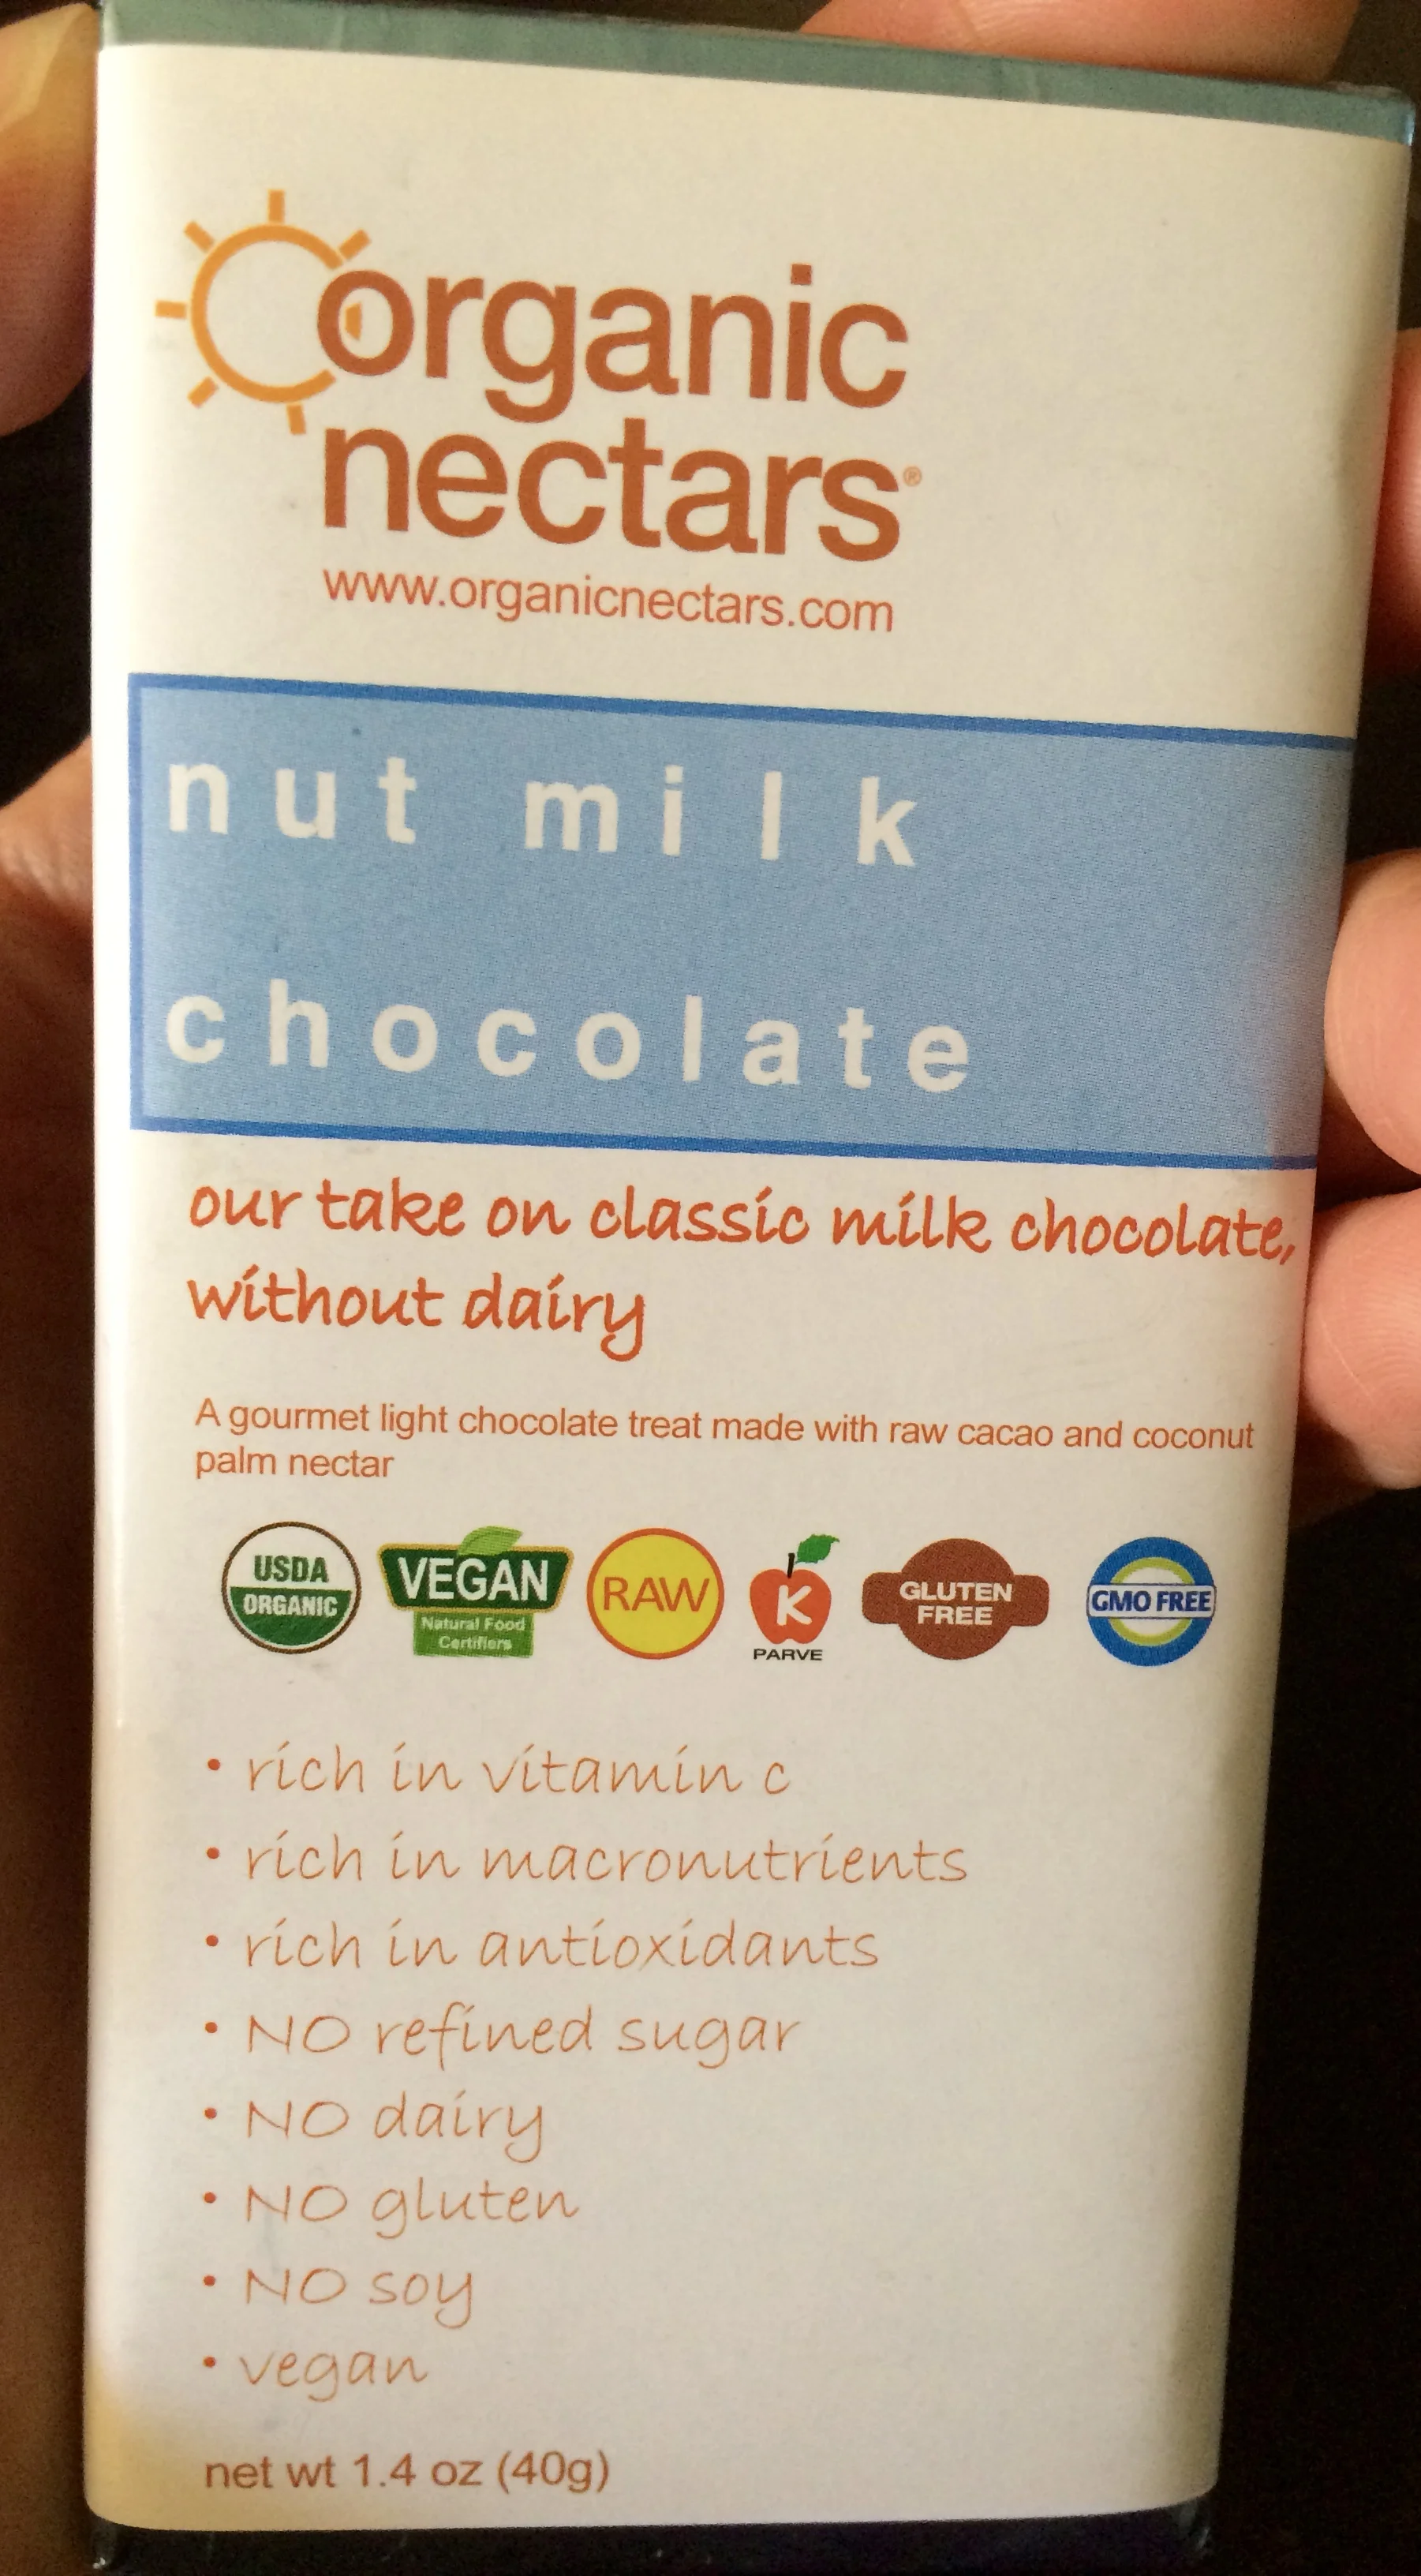 organic
nectars®
www.organicnectars.com
nut milk
chocolate
our take on classic milk chocolate,
without dairy
A gourmet light chocolate treat made with raw cacao and coconut
palm nectar
USDA
ORGANIC
VEGAN
Natural Food
Certifiers
RAW
K
PARVE
GLUTEN
FREE
GMO FREE
• rich in vitamin c
• rich in macronutrients
• rich in antioxidants
• NO refined sugar
• NO dairy
• NO gluten
• NO soy
• vegan
net wt 1.4 oz (40g)